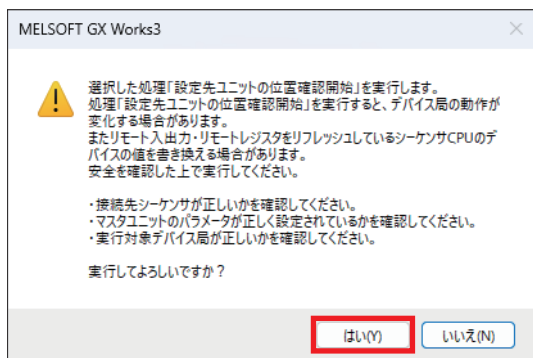 MELSOFT GX Works3
選択した処理「設定先ユニットの位置確認開始」を実行します。
処理「設定先ユニットの位置確認開始」を実行すると、デバイス局の動作が
変化する場合があります。
またリモート入出力・リモートレジスタをリフレッシュしているシーケンサCPUのデ
バイスの値を書き換える場合があります。
安全を確認した上で実行してください。
・接続先シーケンサが正しいかを確認してください。
・マスタユニットのパラメータが正しく設定されているかを確認してください。
・実行対象デバイス局が正しいかを確認してください。
実行してよろしいですか？
はい(Y)
いいえ(N)